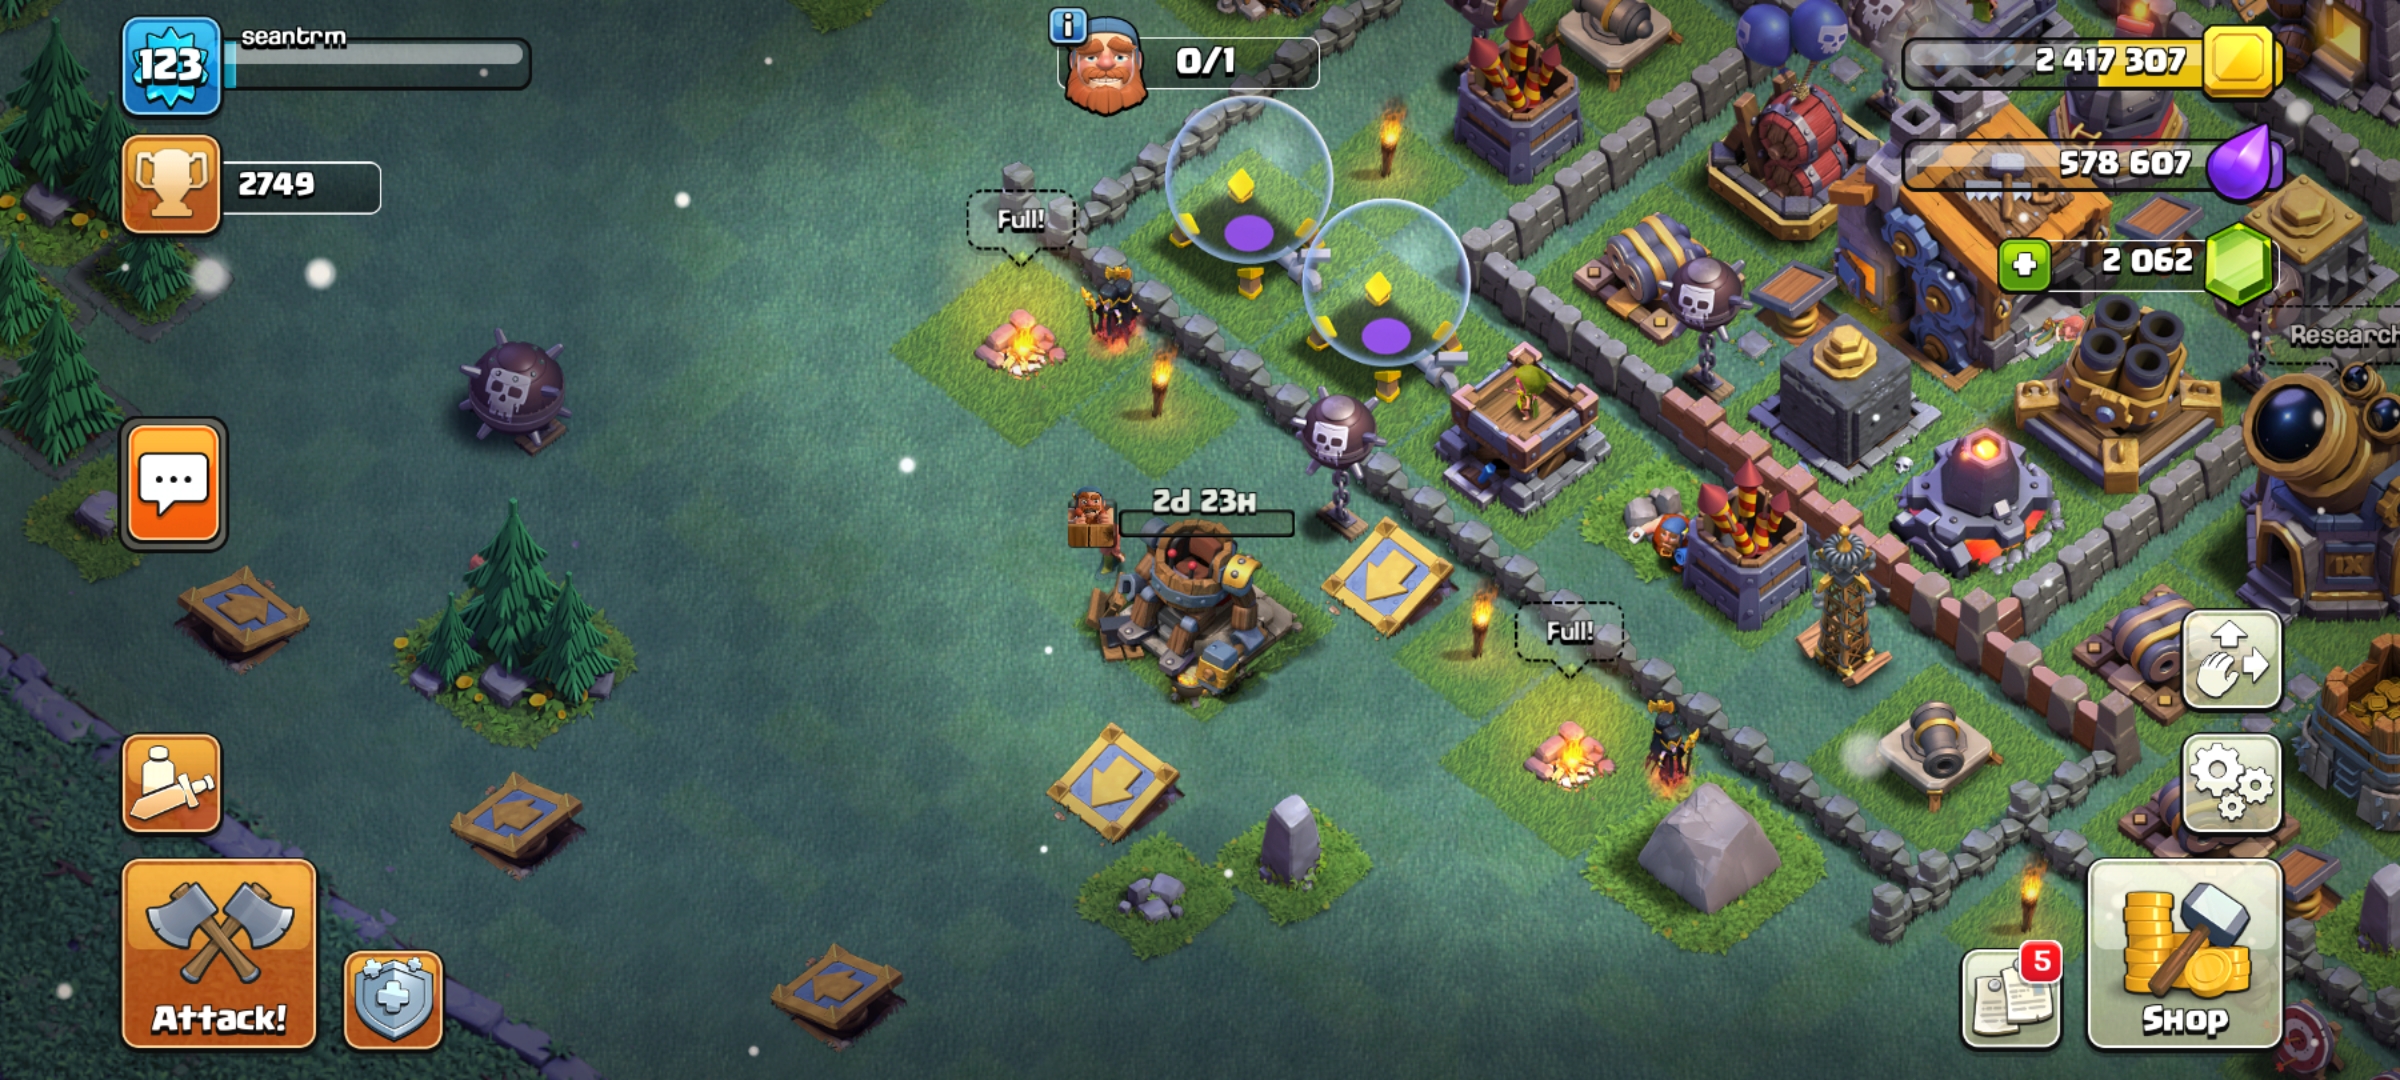 123
seantrm
0/1
2 417 307
2749
578 607
Full!
2 062
Research
2d 23h
Full!
IXI
5
Attack!
Shop